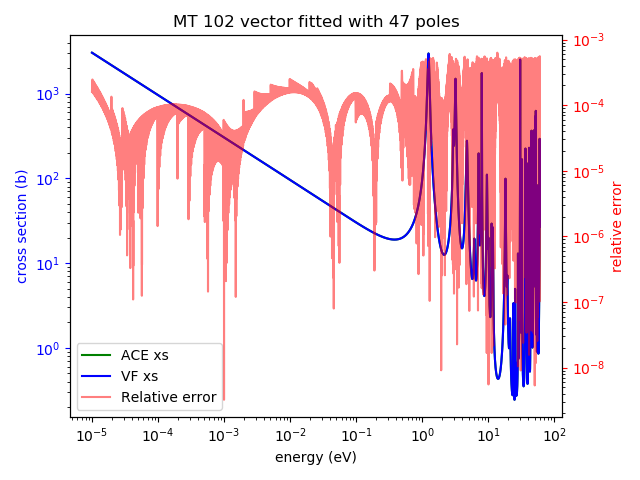 MT 102 vector fitted with 47 poles
cross section (b)
10³
10²
10¹
10⁰
10⁻³
10⁻⁴
10⁻⁵
10⁻⁶
10⁻⁷
10⁻⁸
relative error
ACE xs
VF xs
Relative error
10⁻⁵ 10⁻⁴ 10⁻³ 10⁻² 10⁻¹ 10⁰ 10¹ 10²
energy (eV)